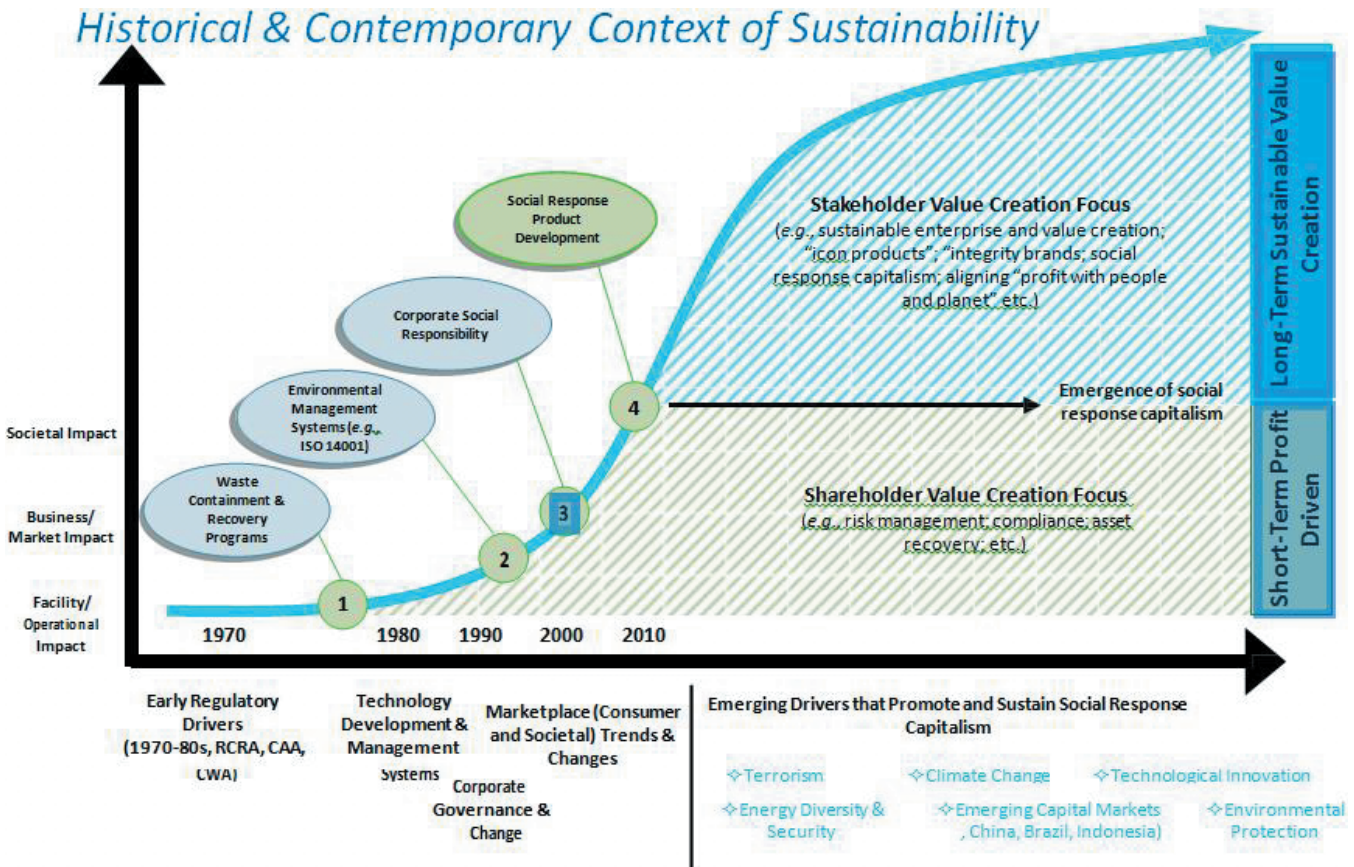 Historical & Contemporary Context of Sustainability
Social Response
Product
Development
Corporate Social
Responsibility
Environmental
Management
Systems (e.g.,
ISO 14001)
Waste
Containment &
Recovery
Programs
1
2
3
4
Stakeholder Value Creation Focus
(e.g., sustainable enterprise and value creation;
“icon products”; “integrity brands; social
response capitalism; aligning “profit with people
and planet” etc.)
Emergence of social
response capitalism
Shareholder Value Creation Focus
(e.g., risk management; compliance; asset
recovery; etc.)
Long-Term Sustainable Value
Creation
Short-Term Profit
Driven
Societal Impact
Business/
Market Impact
Facility/
Operational
Impact
1970
1980
1990
2000
2010
Early Regulatory
Drivers
(1970-80s, RCRA, CAA,
CWA)
Technology
Development &
Management
Systems
Corporate
Governance &
Change
Marketplace (Consumer
and Societal) Trends &
Changes
Emerging Drivers that Promote and Sustain Social Response
Capitalism
✧Terrorism
✧Climate Change
✧Technological Innovation
✧Energy Diversity &
Security
✧Emerging Capital Markets
, China, Brazil, Indonesia)
✧Environmental
Protection